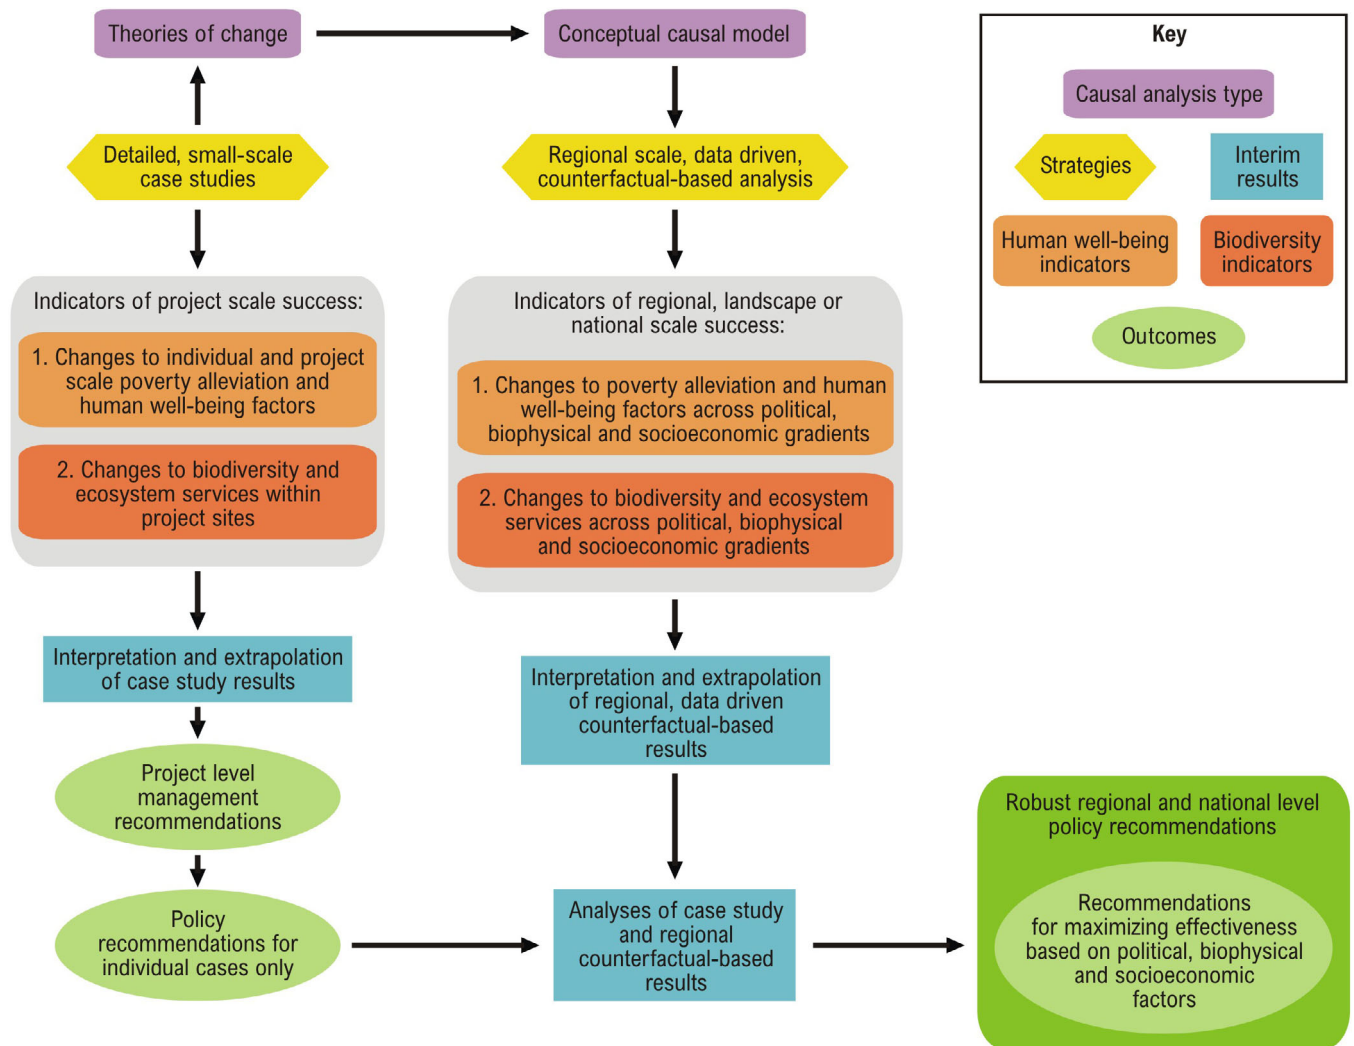 Theories of change
Conceptual causal model
Detailed, small-scale
case studies
Regional scale, data driven,
counterfactual-based analysis
Indicators of project scale success:
1. Changes to individual and project
scale poverty alleviation and
human well-being factors
2. Changes to biodiversity and
ecosystem services within
project sites
Indicators of regional, landscape or
national scale success:
1. Changes to poverty alleviation and human
well-being factors across political,
biophysical and socioeconomic gradients
2. Changes to biodiversity and ecosystem
services across political, biophysical
and socioeconomic gradients
Interpretation and extrapolation
of case study results
Interpretation and extrapolation
of regional, data driven
counterfactual-based
results
Project level
management
recommendations
Policy
recommendations for
individual cases only
Analyses of case study
and regional
counterfactual-based
results
Robust regional and national level
policy recommendations
Recommendations
for maximizing effectiveness
based on political, biophysical
and socioeconomic
factors
Key
Causal analysis type
Strategies
Interim
results
Human well-being
indicators
Biodiversity
indicators
Outcomes